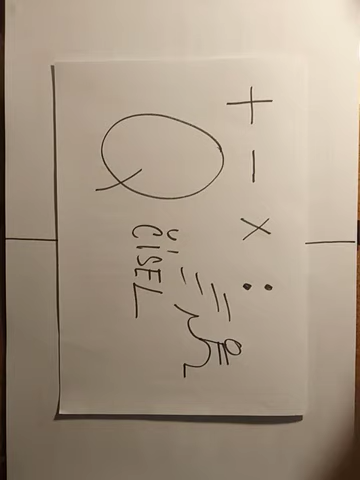 + − × :
Q ČÍSEL